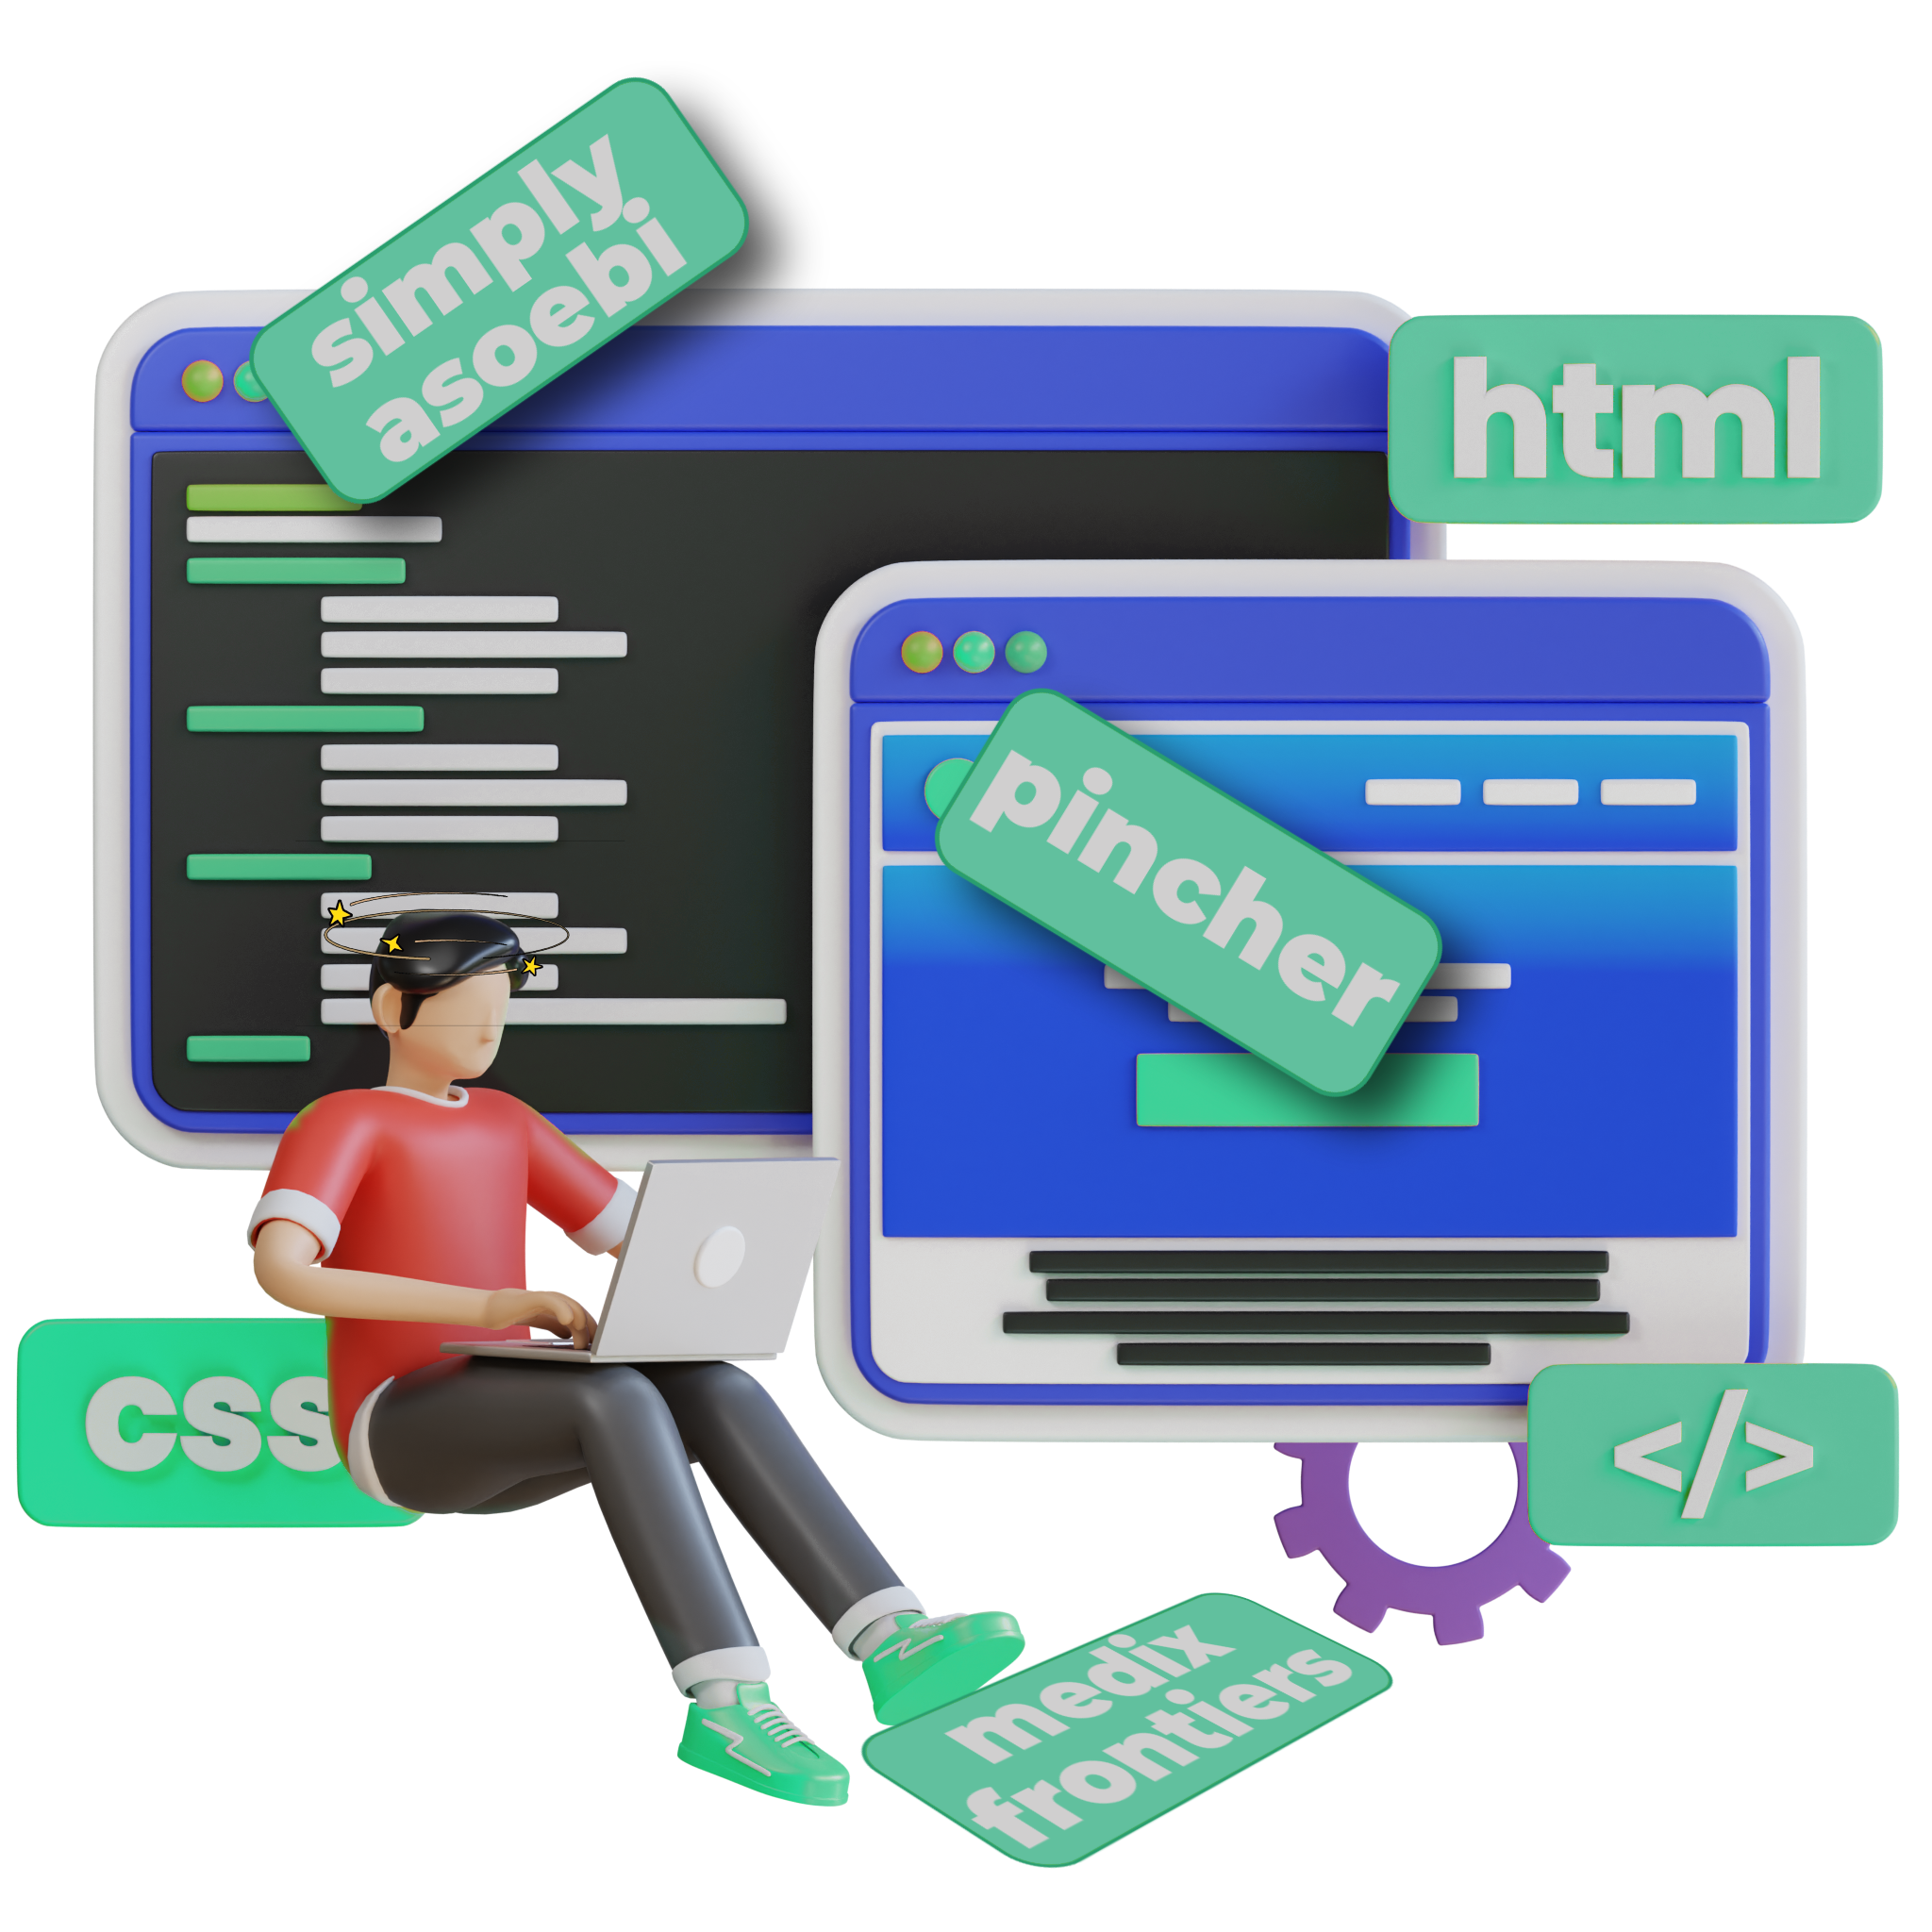 simply
asoebi
html
pincher
css
</>
medix
frontiers